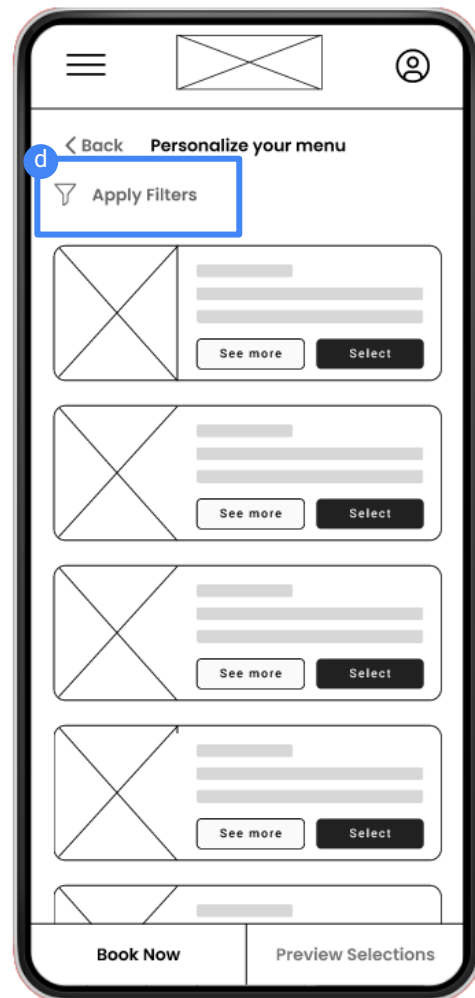 < Back Personalize your menu
d
Apply Filters
See more Select
See more Select
See more Select
See more Select
Book Now Preview Selections